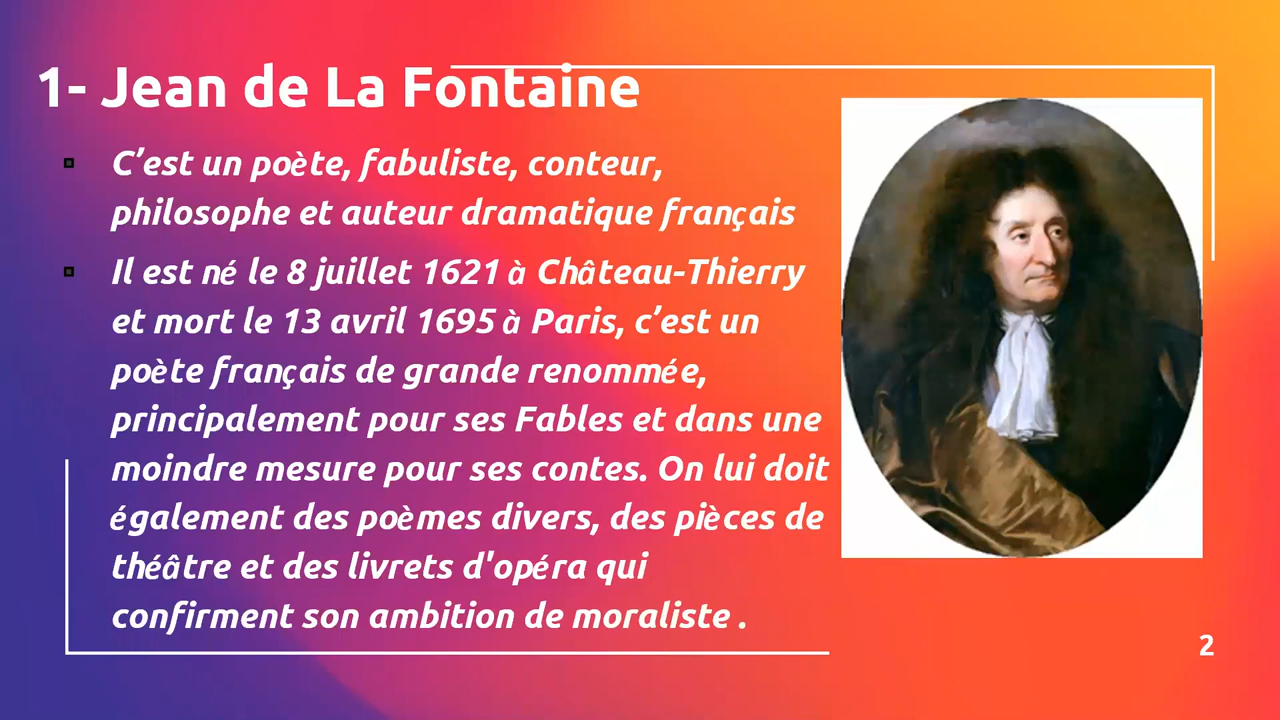 1- Jean de La Fontaine
C’est un poète, fabuliste, conteur,
philosophe et auteur dramatique français
Il est né le 8 juillet 1621 à Château-Thierry
et mort le 13 avril 1695 à Paris, c’est un
poète français de grande renommée,
principalement pour ses Fables et dans une
moindre mesure pour ses contes. On lui doit
également des poèmes divers, des pièces de
théâtre et des livrets d'opéra qui
confirment son ambition de moraliste .
2